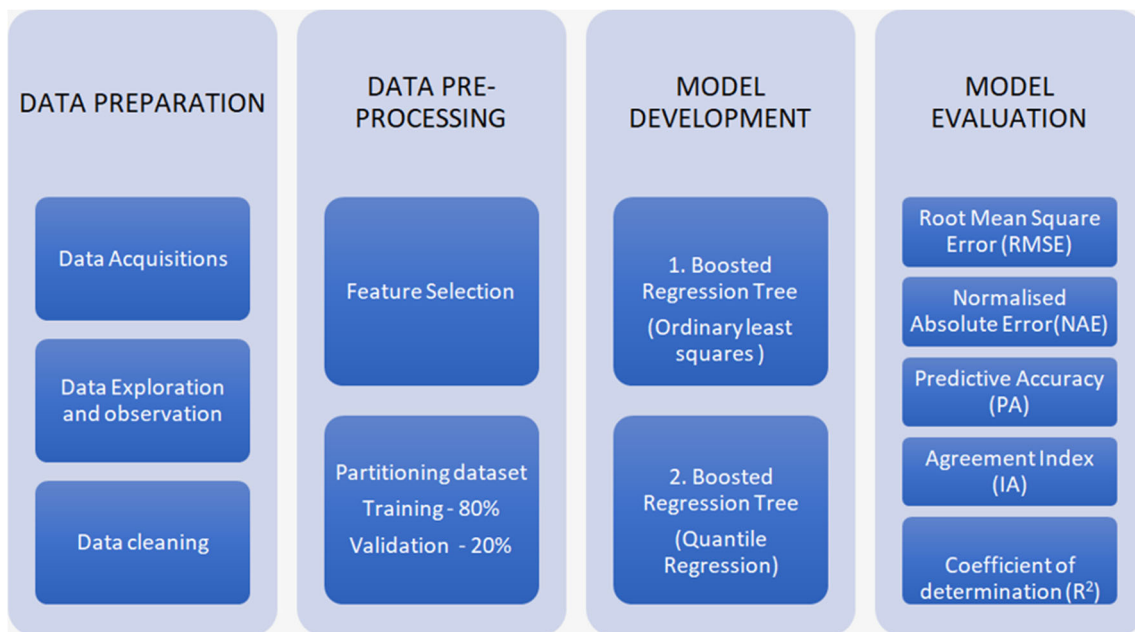 DATA PREPARATION
Data Acquisitions
Data Exploration
and observation
Data cleaning
DATA PRE-
PROCESSING
Feature Selection
Partitioning dataset
Training - 80%
Validation - 20%
MODEL
DEVELOPMENT
1. Boosted
Regression Tree
(Ordinary least
squares )
2. Boosted
Regression Tree
(Quantile
Regression)
MODEL
EVALUATION
Root Mean Square
Error (RMSE)
Normalised
Absolute Error(NAE)
Predictive Accuracy
(PA)
Agreement Index
(IA)
Coefficient of
determination (R²)